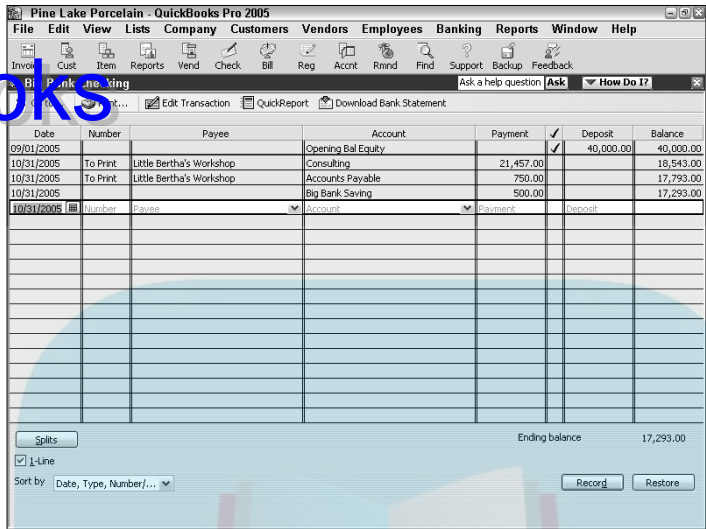 Pine Lake Porcelain - QuickBooks Pro 2005
File Edit View Lists Company Customers Vendors Employees Banking Reports Window Help
Invoice Cust Item Reports Vend Check Bill Reg Accnt Rmnd Find Support Backup Feedback
ooks
Big Bank Checking Ask a help question Ask How Do I?
Edit Transaction QuickReport Download Bank Statement
Date Number Payee Account Payment ✓ Deposit Balance
09/01/2005 Opening Bal Equity ✓ 40,000.00 40,000.00
10/31/2005 To Print Little Bertha's Workshop Consulting 21,457.00 18,543.00
10/31/2005 To Print Little Bertha's Workshop Accounts Payable 750.00 17,793.00
10/31/2005 Big Bank Saving 500.00 17,293.00
10/31/2005 Number Payee Account Payment Deposit
Splits Ending balance 17,293.00
1-Line
Sort by Date, Type, Number/... Record Restore